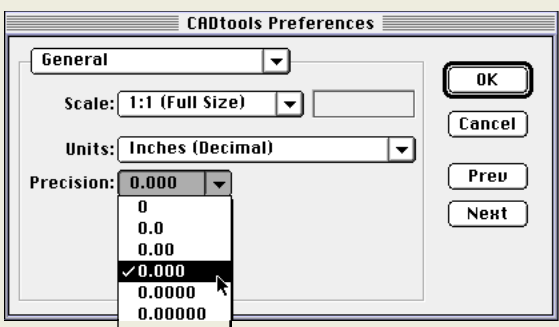 CADtools Preferences
General
Scale: 1:1 (Full Size)
Units: Inches (Decimal)
Precision: 0.000
0
0.0
0.00
✓0.000
0.0000
0.00000
OK
Cancel
Prev
Next